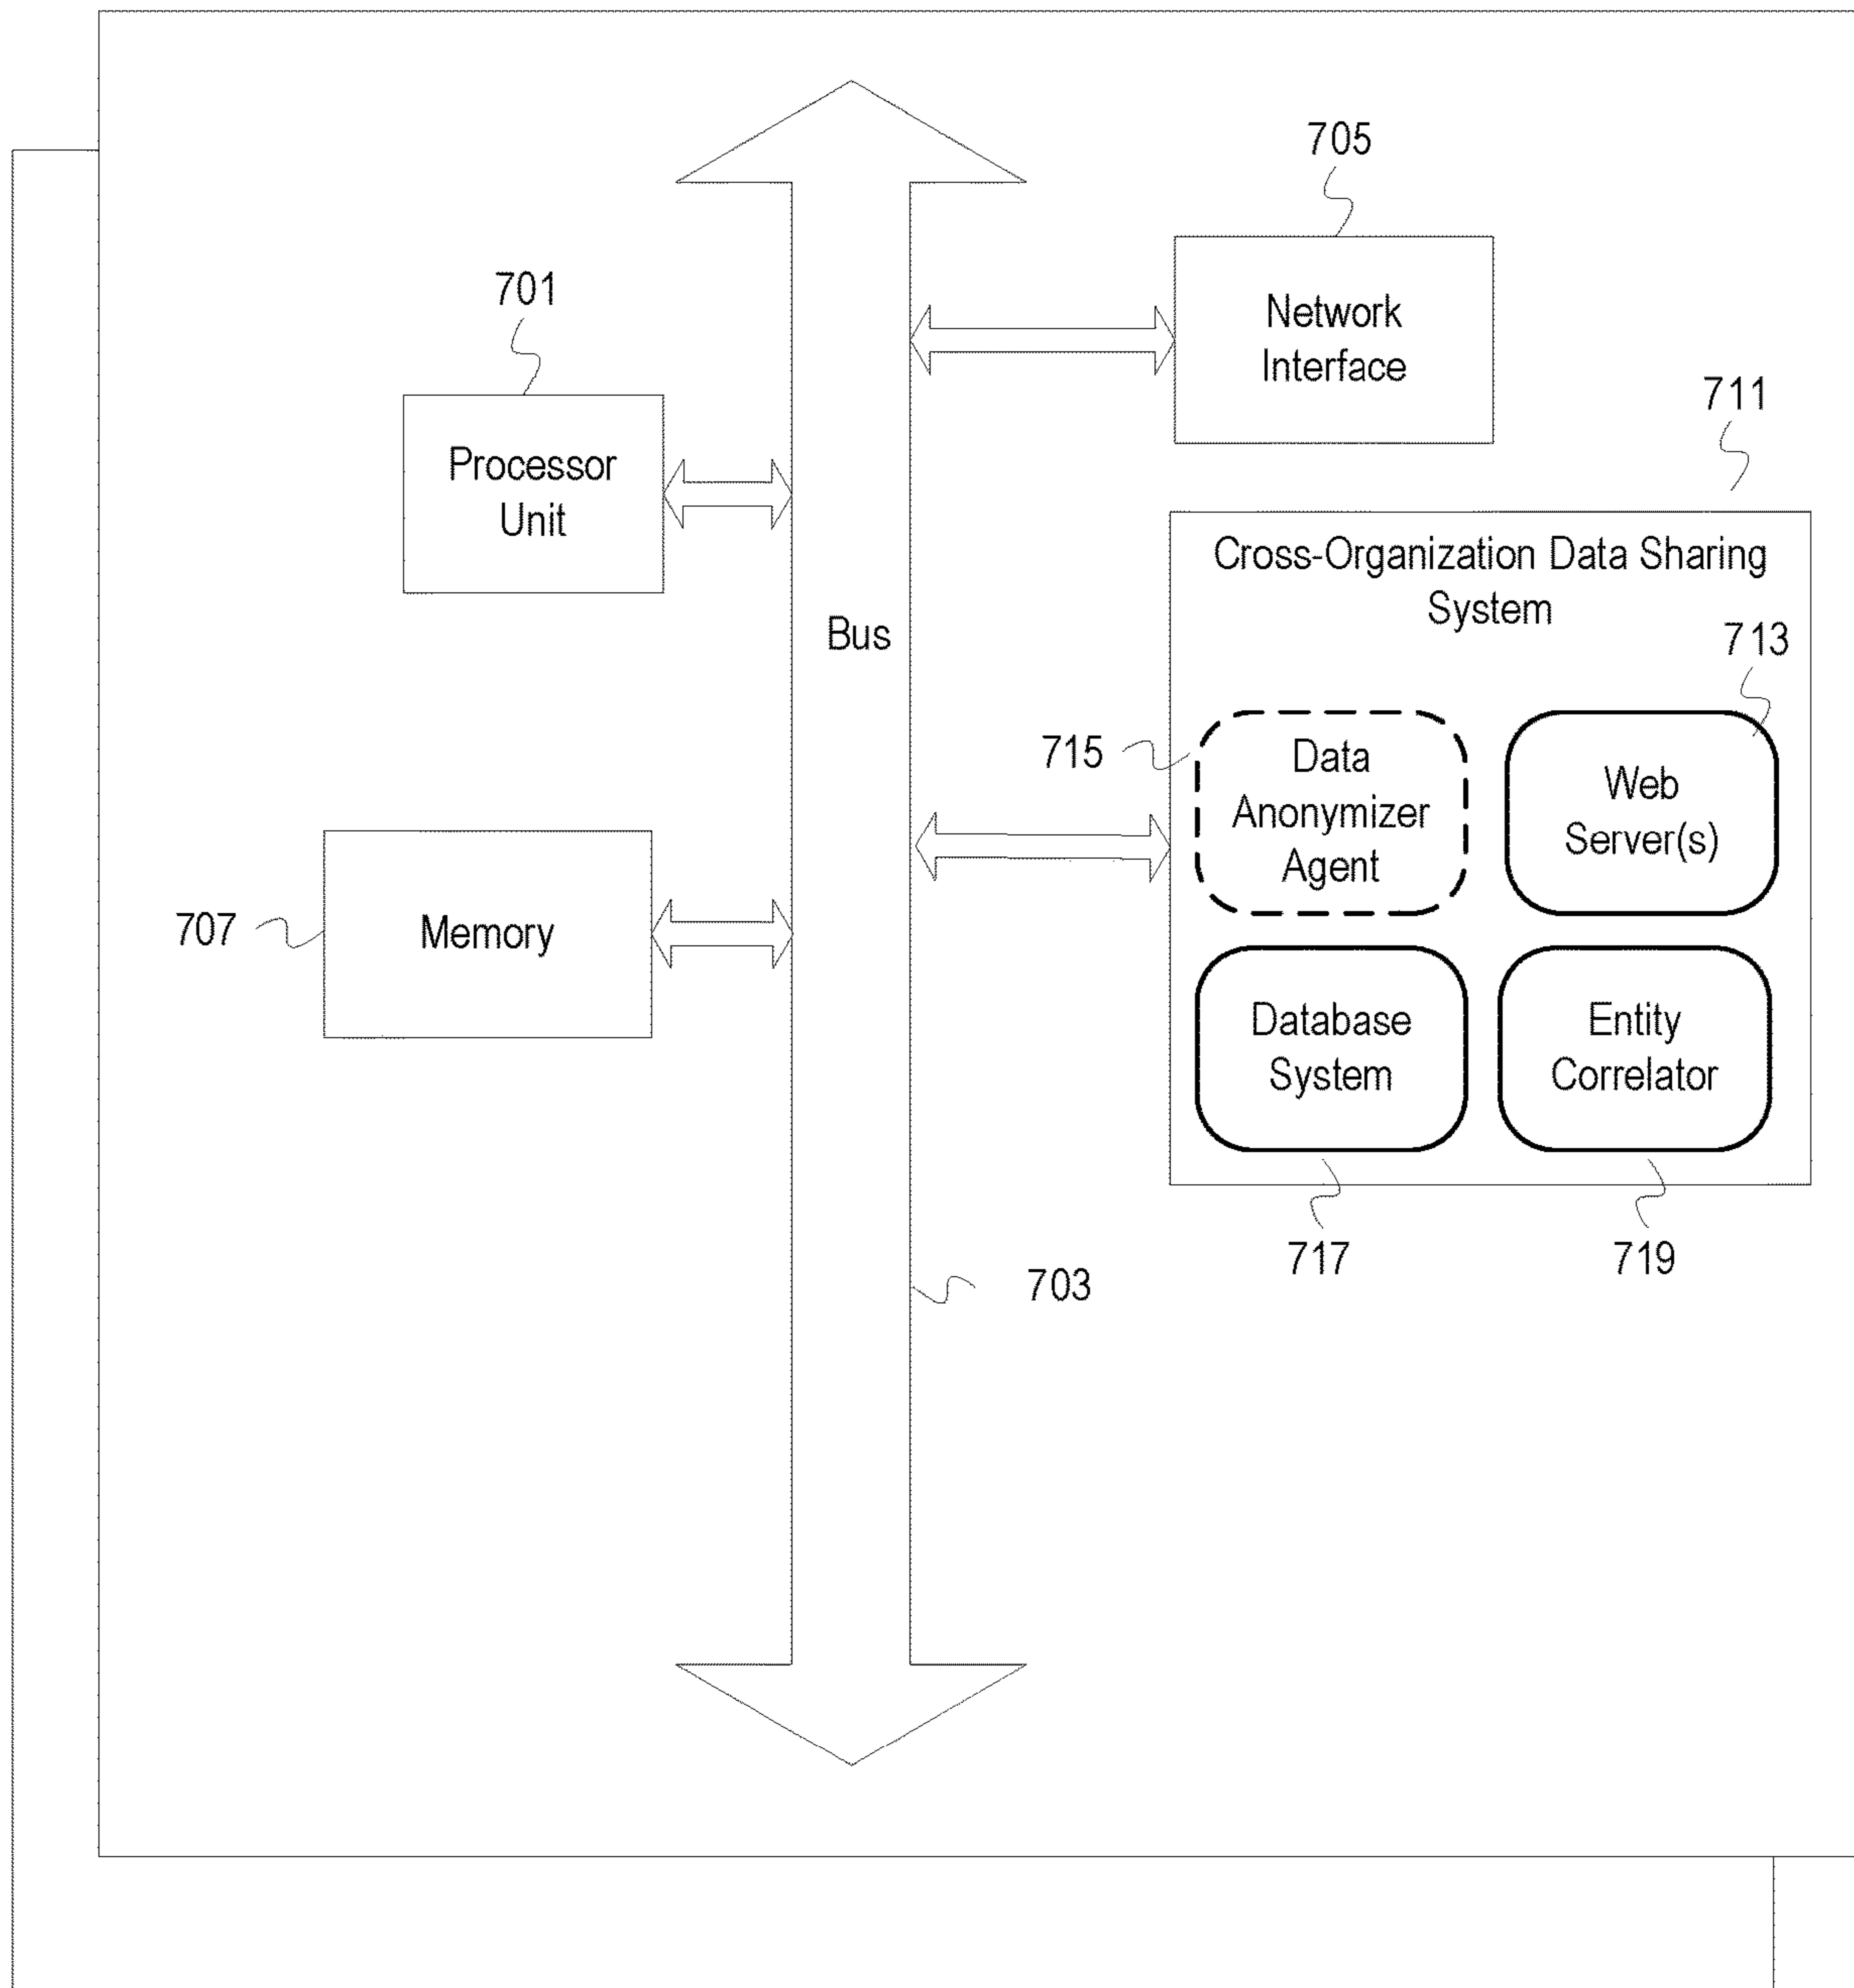 705
701
Network
Interface
711
Processor
Unit
Cross-Organization Data Sharing
System
Bus
713
715
Data
Anonymizer
Agent
Web
Server(s)
707
Memory
Database
System
Entity
Correlator
717
719
703